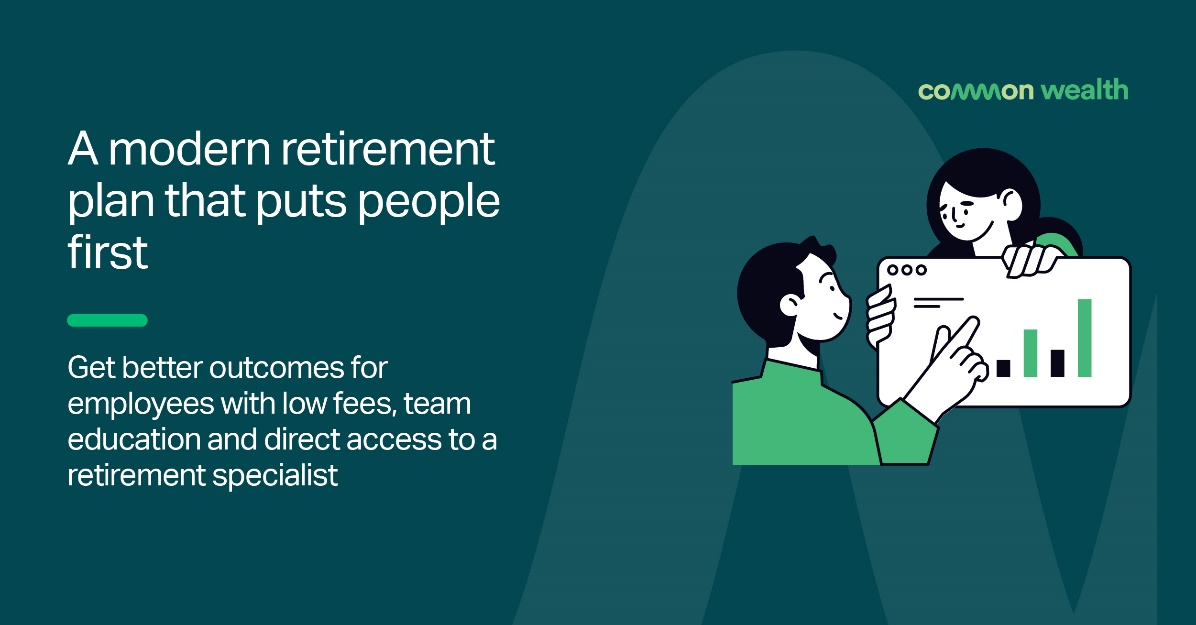 common wealth
A modern retirement
plan that puts people
first
Get better outcomes for
employees with low fees, team
education and direct access to a
retirement specialist